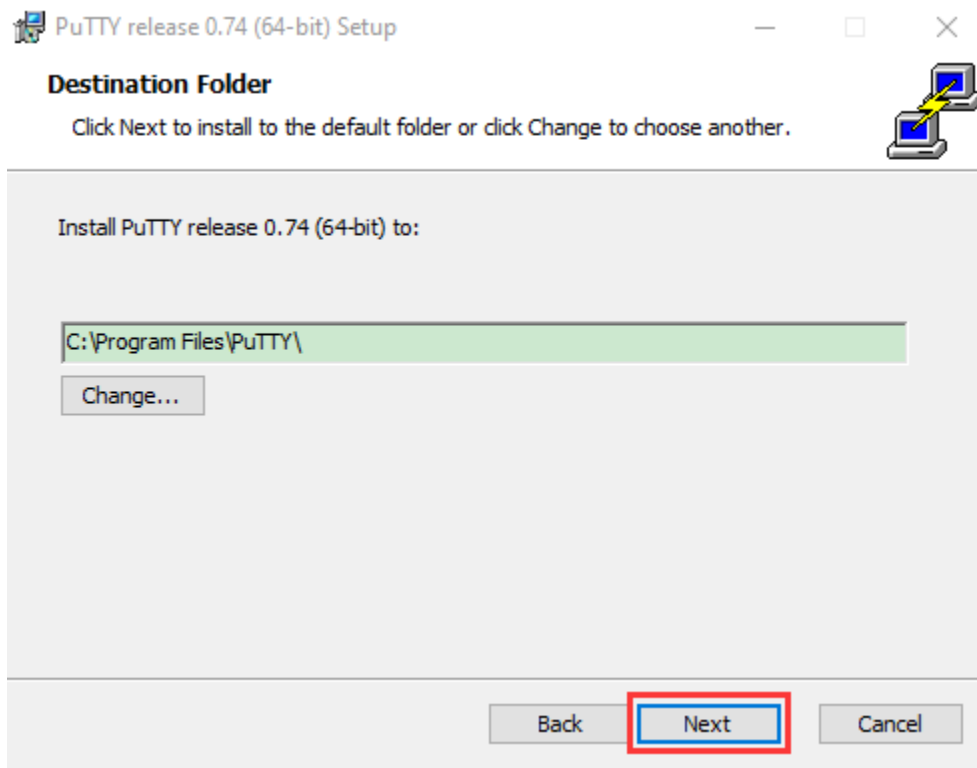 PuTTY release 0.74 (64-bit) Setup
Destination Folder
Click Next to install to the default folder or click Change to choose another.
Install PuTTY release 0.74 (64-bit) to:
C:\Program Files\PuTTY\
Change...
Back Next Cancel